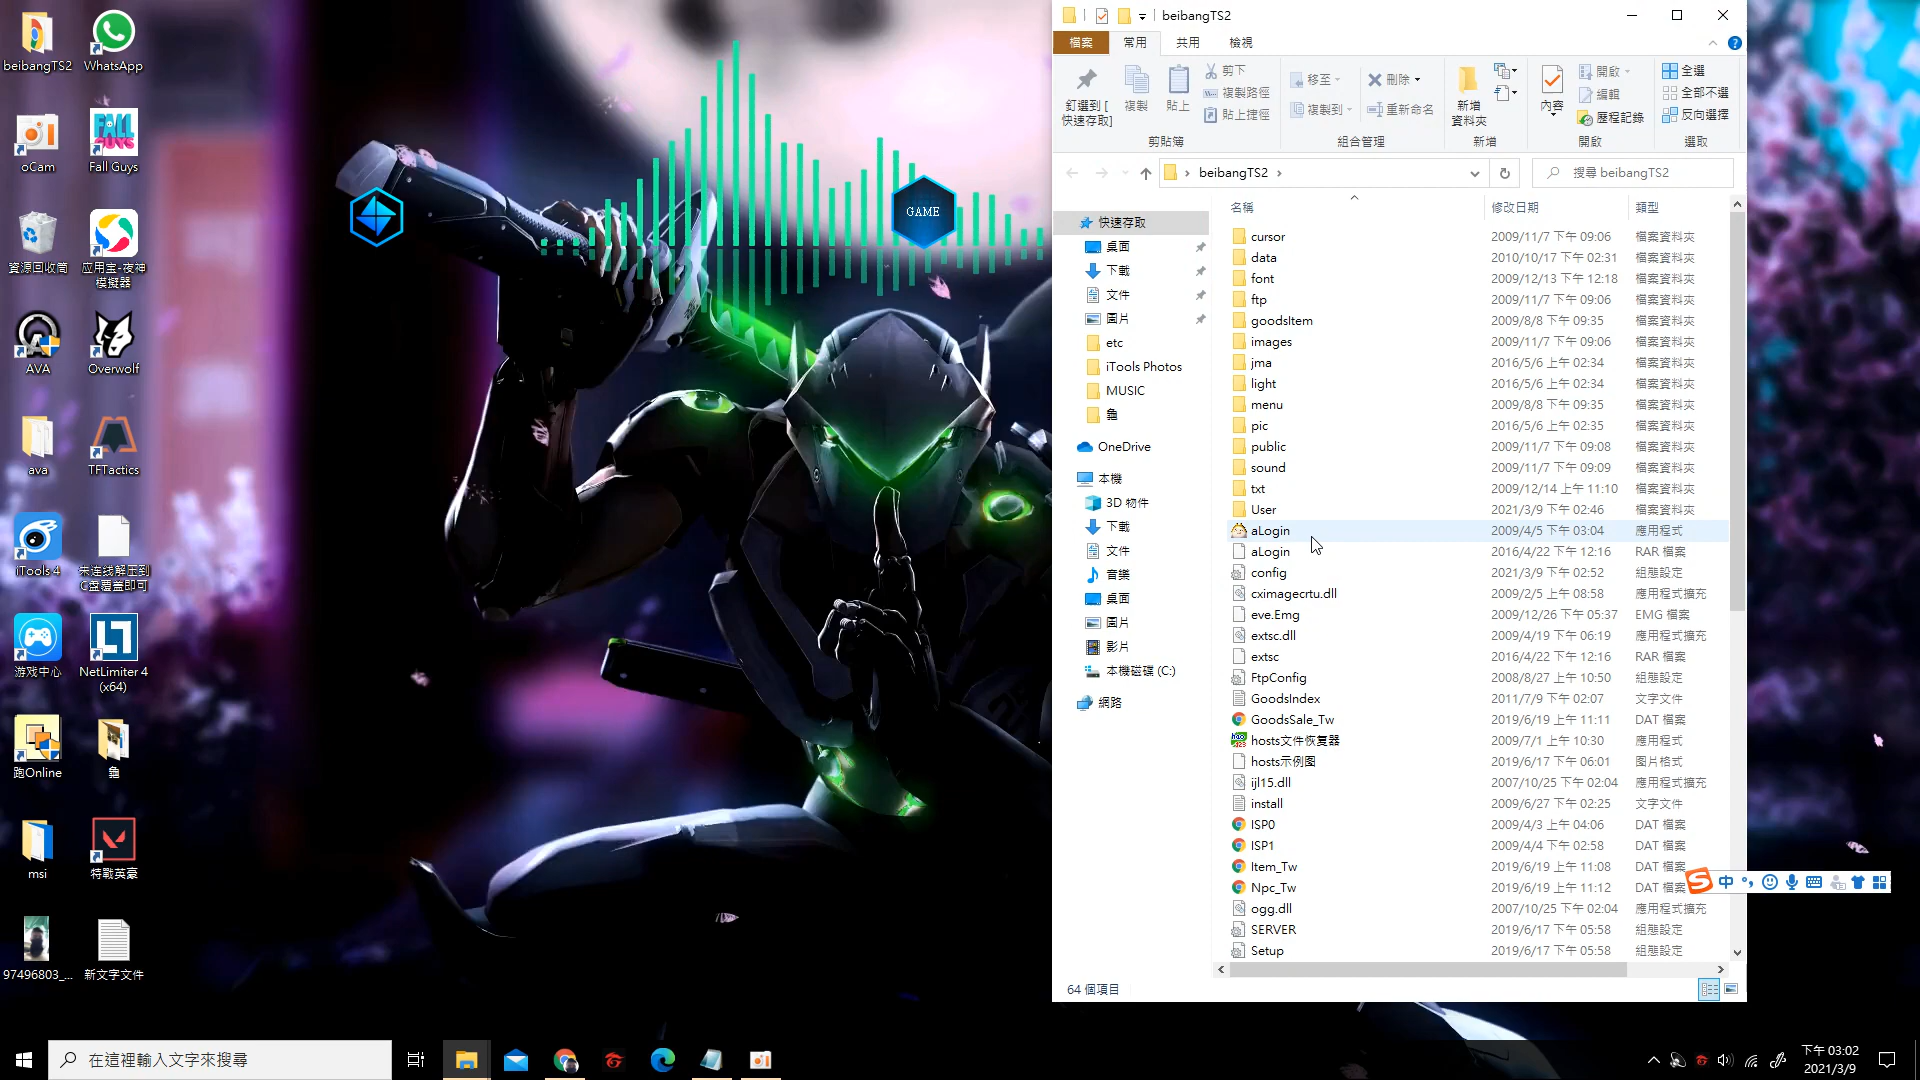 beibangTS2
WhatsApp
oCam
Fall Guys
資源回收筒
应用宝-夜神
模擬器
AVA
Overwolf
ava
TFTactics
iTools 4
未连线解压到
C盘覆盖即可
游戏中心
NetLimiter 4
(x64)
跑Online
龜
msi
特戰英豪
97496803_...
新文字文件
GAME
beibangTS2
檔案
常用
共用
檢視
釘選到 [
快速存取]
複製
貼上
剪下
複製路徑
貼上捷徑
剪貼簿
移至
複製到
刪除
重新命名
組合管理
新增
資料夾
新增
內容
開啟
編輯
歷程記錄
開啟
全選
全部不選
反向選擇
選取
beibangTS2
搜尋 beibangTS2
快速存取
桌面
下載
文件
圖片
etc
iTools Photos
MUSIC
龜
OneDrive
本機
3D 物件
下載
文件
音樂
桌面
圖片
影片
本機磁碟 (C:)
網路
名稱 修改日期 類型
cursor 2009/11/7 下午 09:06 檔案資料夾
data 2010/10/17 下午 02:31 檔案資料夾
font 2009/12/13 下午 12:18 檔案資料夾
ftp 2009/11/7 下午 09:06 檔案資料夾
goodsItem 2009/8/8 下午 09:35 檔案資料夾
images 2009/11/7 下午 09:06 檔案資料夾
jma 2016/5/6 上午 02:34 檔案資料夾
light 2016/5/6 上午 02:34 檔案資料夾
menu 2009/8/8 下午 09:35 檔案資料夾
pic 2016/5/6 上午 02:35 檔案資料夾
public 2009/11/7 下午 09:08 檔案資料夾
sound 2009/11/7 下午 09:09 檔案資料夾
txt 2009/12/14 上午 11:10 檔案資料夾
User 2021/3/9 下午 02:46 檔案資料夾
aLogin 2009/4/5 下午 03:04 應用程式
aLogin 2016/4/22 下午 12:16 RAR 檔案
config 2021/3/9 下午 02:52 組態設定
cximagecrtu.dll 2009/2/5 上午 08:58 應用程式擴充
eve.Emg 2009/12/26 下午 05:37 EMG 檔案
extsc.dll 2009/4/19 下午 06:19 應用程式擴充
extsc 2016/4/22 下午 12:16 RAR 檔案
FtpConfig 2008/8/27 上午 10:50 組態設定
GoodsIndex 2011/7/9 下午 02:07 文字文件
GoodsSale_Tw 2019/6/19 上午 11:11 DAT 檔案
hosts文件恢复器 2009/7/1 上午 10:30 應用程式
hosts示例图 2019/6/17 下午 06:01 图片格式
ijl15.dll 2007/10/25 下午 02:04 應用程式擴充
install 2009/6/27 下午 02:25 文字文件
ISP0 2009/4/3 上午 04:06 DAT 檔案
ISP1 2009/4/4 下午 02:58 DAT 檔案
Item_Tw 2019/6/19 上午 11:08 DAT 檔案
Npc_Tw 2019/6/19 上午 11:12 DAT 檔案
ogg.dll 2007/10/25 下午 02:04 應用程式擴充
SERVER 2019/6/17 下午 05:58 組態設定
Setup 2019/6/17 下午 05:58 組態設定
64 個項目
中
在這裡輸入文字來搜尋
下午 03:02
2021/3/9